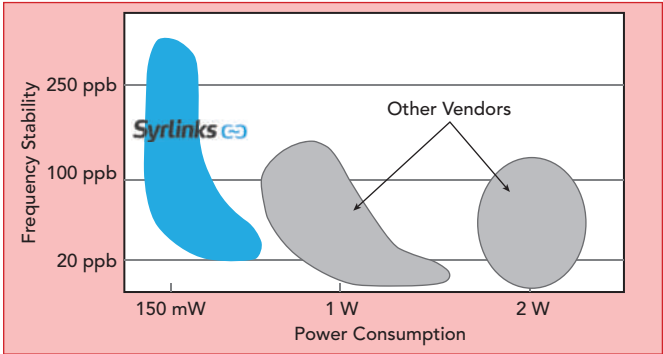 Frequency Stability
250 ppb
100 ppb
20 ppb
Syrlinks
Other Vendors
150 mW
1 W
2 W
Power Consumption